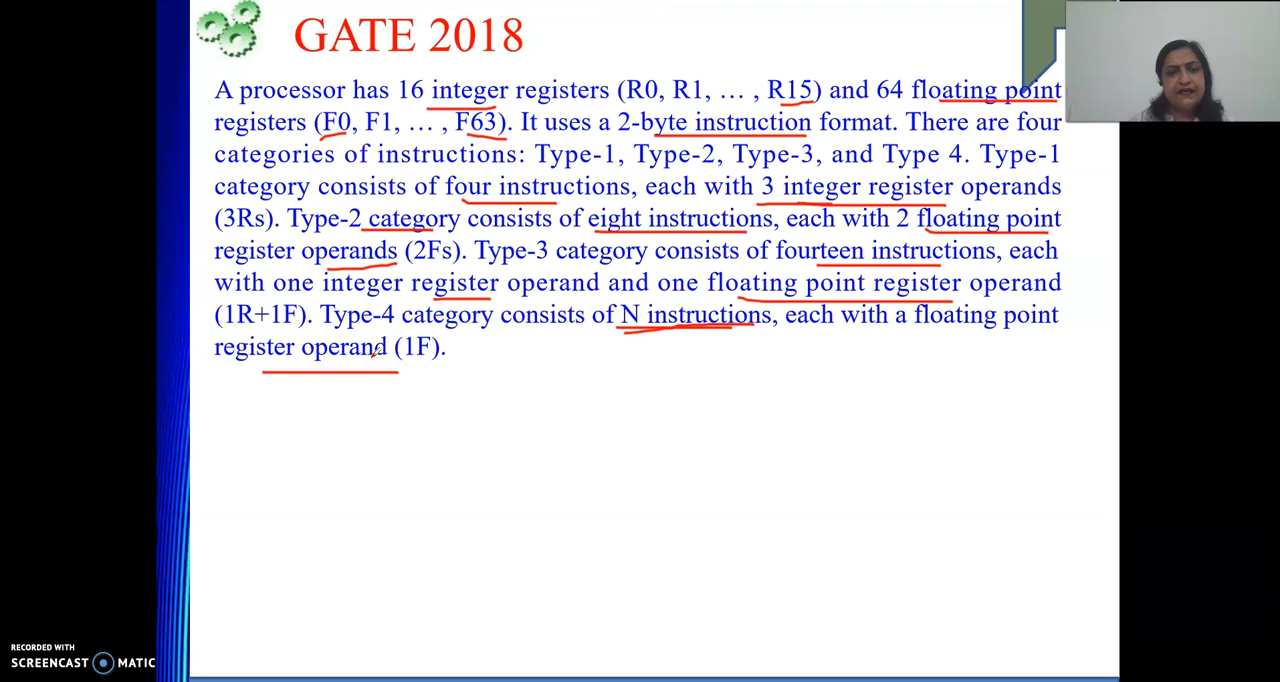 GATE 2018
A processor has 16 integer registers (R0, R1, … , R15) and 64 floating point
registers (F0, F1, … , F63). It uses a 2-byte instruction format. There are four
categories of instructions: Type-1, Type-2, Type-3, and Type 4. Type-1
category consists of four instructions, each with 3 integer register operands
(3Rs). Type-2 category consists of eight instructions, each with 2 floating point
register operands (2Fs). Type-3 category consists of fourteen instructions, each
with one integer register operand and one floating point register operand
(1R+1F). Type-4 category consists of N instructions, each with a floating point
register operand (1F).
RECORDED WITH
SCREENCAST MATIC